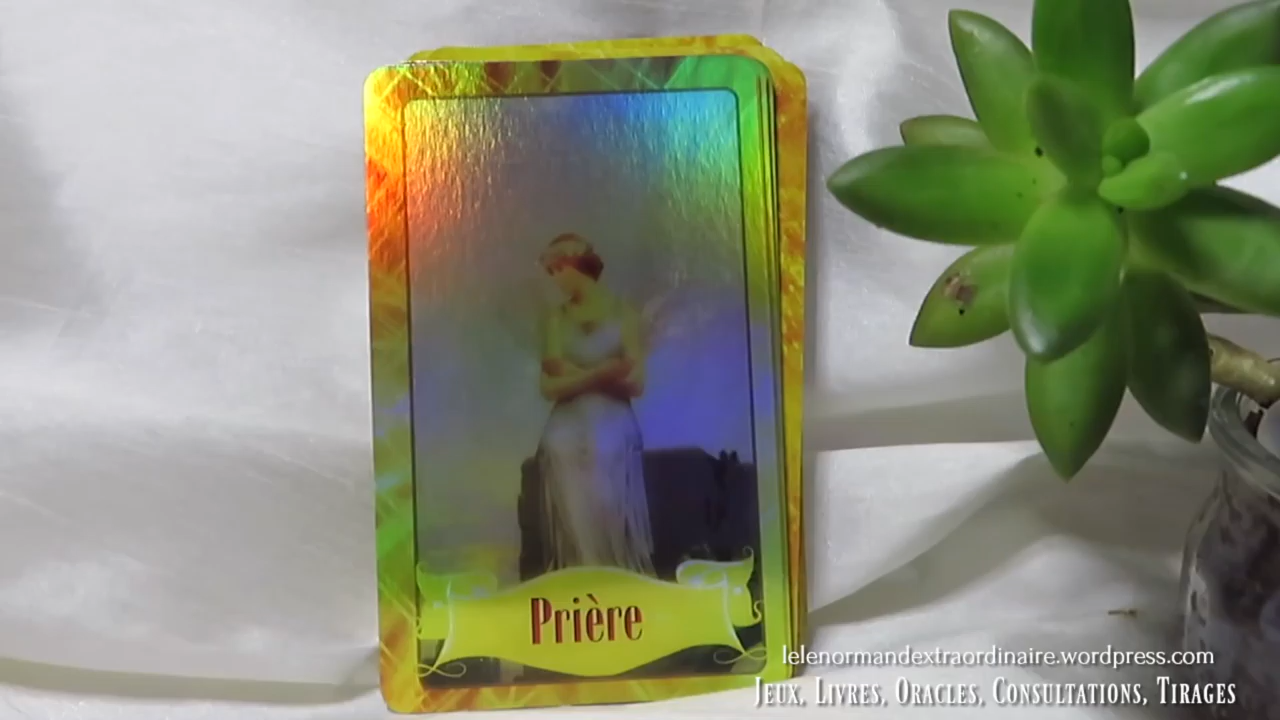 Prière
lelenormandextraordinaire.wordpress.com
Jeux, Livres, Oracles, Consultations, Tirages